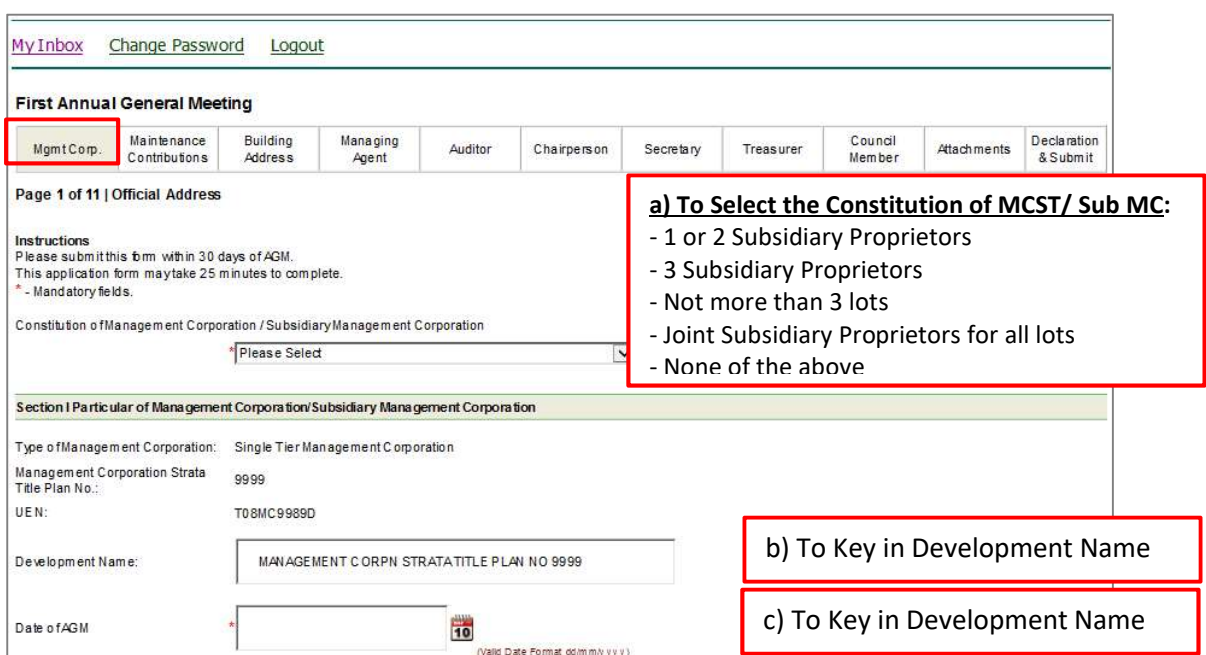 My Inbox Change Password Logout
First Annual General Meeting
Mgmt Corp. Maintenance Contributions Building Address Managing Agent Auditor Chairperson Secretary Treasurer Council Member Attachments Declaration & Submit
Page 1 of 11 | Official Address
a) To Select the Constitution of MCST/ Sub MC:
- 1 or 2 Subsidiary Proprietors
- 3 Subsidiary Proprietors
- Not more than 3 lots
- Joint Subsidiary Proprietors for all lots
- None of the above
Instructions
Please submit this form within 30 days of AGM.
This application form may take 25 minutes to complete.
* - Mandatory fields.
Constitution of Management Corporation / Subsidiary Management Corporation
* Please Select
Section I Particular of Management Corporation/Subsidiary Management Corporation
Type of Management Corporation: Single Tier Management Corporation
Management Corporation Strata
Title Plan No.: 9999
UEN: T08MC9989D
Development Name: MANAGEMENT CORPN STRATA TITLE PLAN NO 9999
b) To Key in Development Name
Date of AGM * 10
(Valid Date Format dd/mm/yyyy)
c) To Key in Development Name